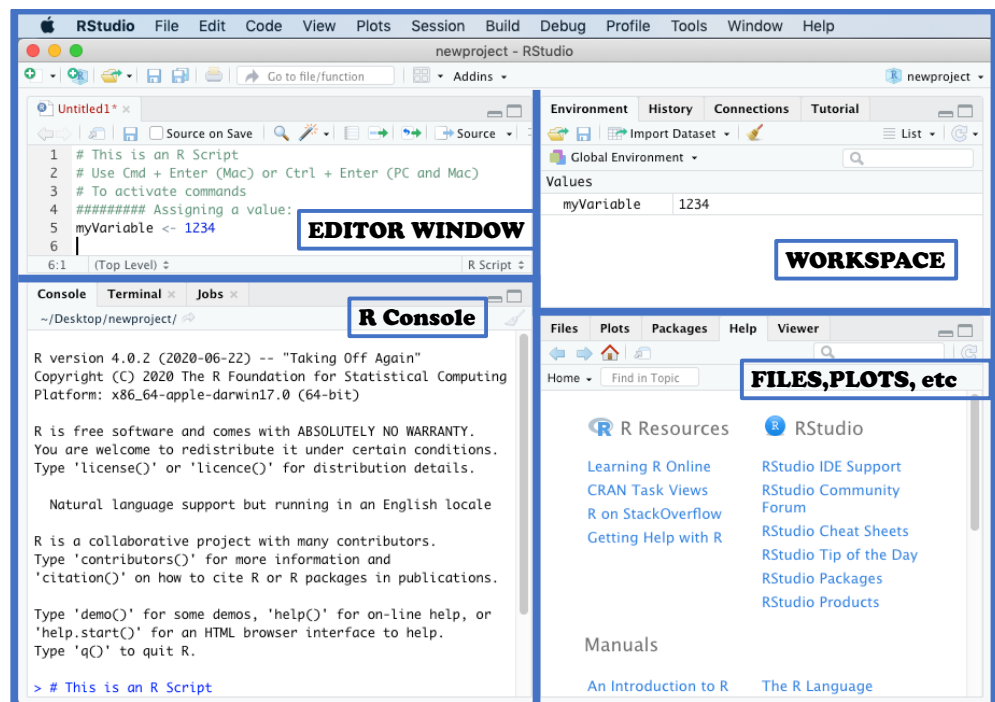 RStudio File Edit Code View Plots Session Build Debug Profile Tools Window Help
newproject - RStudio
Go to file/function Addins newproject
Untitled1*
Source on Save Source
1 # This is an R Script
2 # Use Cmd + Enter (Mac) or Ctrl + Enter (PC and Mac)
3 # To activate commands
4 ######### Assigning a value:
5 myVariable <- 1234
6
EDITOR WINDOW
6:1 (Top Level) R Script
Environment History Connections Tutorial
Import Dataset List
Global Environment
Values
myVariable 1234
WORKSPACE
Console Terminal Jobs
~/Desktop/newproject/
R Console
R version 4.0.2 (2020-06-22) -- "Taking Off Again"
Copyright (C) 2020 The R Foundation for Statistical Computing
Platform: x86_64-apple-darwin17.0 (64-bit)
R is free software and comes with ABSOLUTELY NO WARRANTY.
You are welcome to redistribute it under certain conditions.
Type 'license()' or 'licence()' for distribution details.
Natural language support but running in an English locale
R is a collaborative project with many contributors.
Type 'contributors()' for more information and
'citation()' on how to cite R or R packages in publications.
Type 'demo()' for some demos, 'help()' for on-line help, or
'help.start()' for an HTML browser interface to help.
Type 'q()' to quit R.
> # This is an R Script
Files Plots Packages Help Viewer
Home Find in Topic
FILES,PLOTS, etc
R R Resources
Learning R Online
CRAN Task Views
R on StackOverflow
Getting Help with R
R RStudio
RStudio IDE Support
RStudio Community
Forum
RStudio Cheat Sheets
RStudio Tip of the Day
RStudio Packages
RStudio Products
Manuals
An Introduction to R The R Language